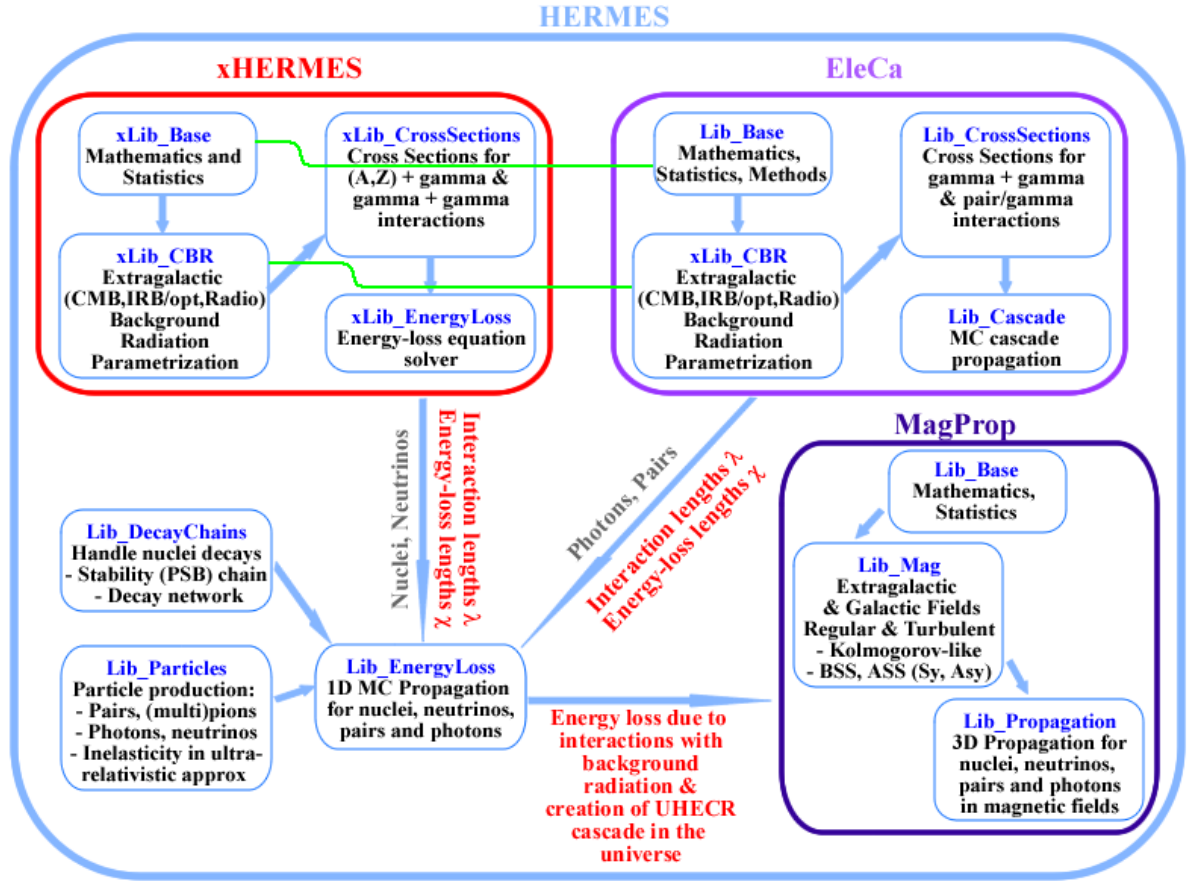 HERMES
xHERMES
xLib_Base
Mathematics and
Statistics
xLib_CrossSections
Cross Sections for
(A,Z) + gamma &
gamma + gamma
interactions
xLib_CBR
Extragalactic
(CMB,IRB/opt,Radio)
Background
Radiation
Parametrization
xLib_EnergyLoss
Energy-loss equation
solver
EleCa
Lib_Base
Mathematics,
Statistics, Methods
Lib_CrossSections
Cross Sections for
gamma + gamma
& pair/gamma
interactions
xLib_CBR
Extragalactic
(CMB,IRB/opt,Radio)
Background
Radiation
Parametrization
Lib_Cascade
MC cascade
propagation
Nuclei, Neutrinos
Interaction lengths λ
Energy-loss lengths χ
Photons, Pairs
Interaction lengths λ
Energy-loss lengths χ
Lib_DecayChains
Handle nuclei decays
- Stability (PSB) chain
- Decay network
Lib_Particles
Particle production:
- Pairs, (multi)pions
- Photons, neutrinos
- Inelasticity in ultra-
relativistic approx
Lib_EnergyLoss
1D MC Propagation
for nuclei, neutrinos,
pairs and photons
Energy loss due to
interactions with
background
radiation &
creation of UHECR
cascade in the
universe
MagProp
Lib_Base
Mathematics,
Statistics
Lib_Mag
Extragalactic
& Galactic Fields
Regular & Turbulent
- Kolmogorov-like
- BSS, ASS (Sy, Asy)
Lib_Propagation
3D Propagation for
nuclei, neutrinos,
pairs and photons
in magnetic fields